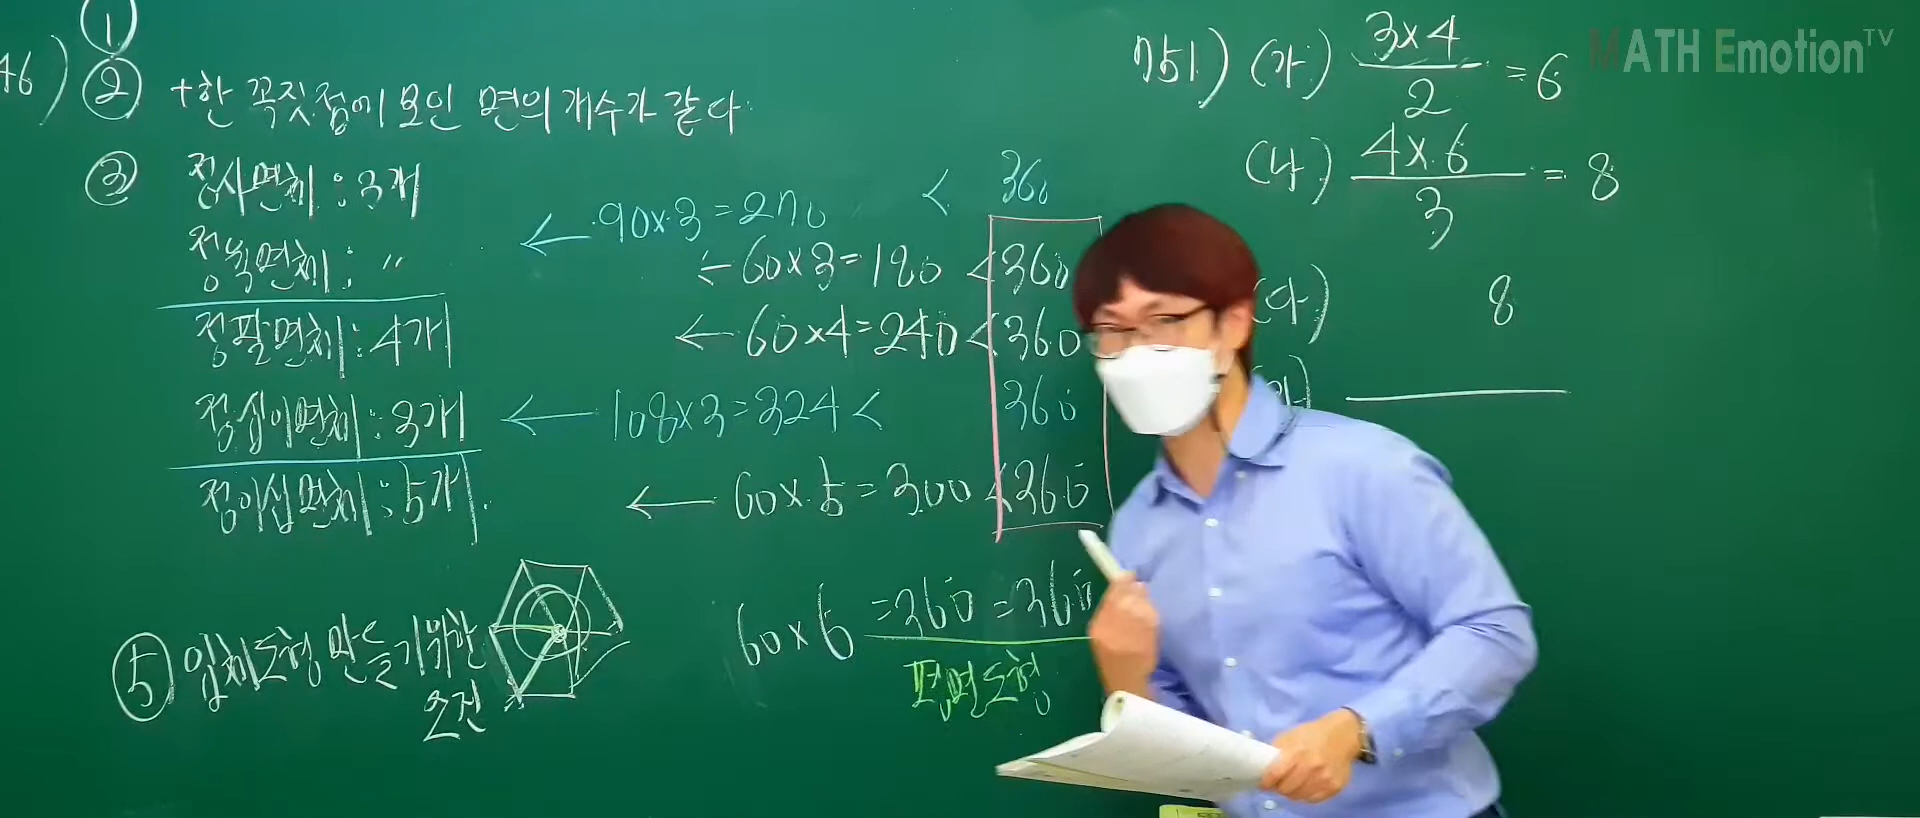 ①
46) ② +한 꼭짓점에 모인 면의 개수가 같다
③ 정사면체 : 3개
정육면체 : 〃
정팔면체 : 4개
정십이면체 : 3개
정이십면체 : 5개
← 90×3=270 < 360
← 60×3=180 < 360
← 60×4=240 < 360
← 108×3=324 < 360
← 60×5=300 < 360
60×6 =360 =360
평면도형
⑤ 입체도형 만들기위한
조건
751) (가) 3×4/2 =6
(나) 4×6/3 = 8
(다) 8
MATH Emotion TV